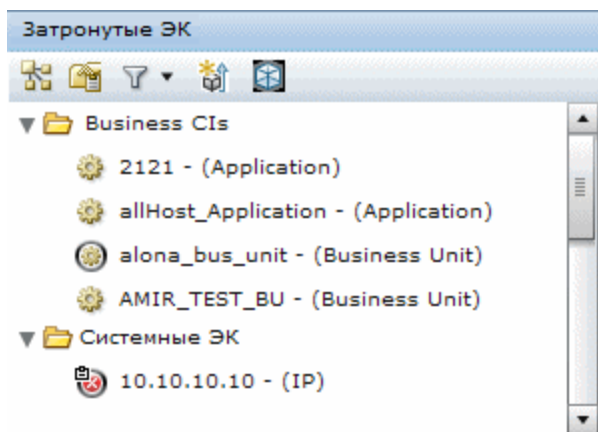 Затронутые ЭК
Business CIs
2121 - (Application)
allHost_Application - (Application)
alona_bus_unit - (Business Unit)
AMIR_TEST_BU - (Business Unit)
Системные ЭК
10.10.10.10 - (IP)